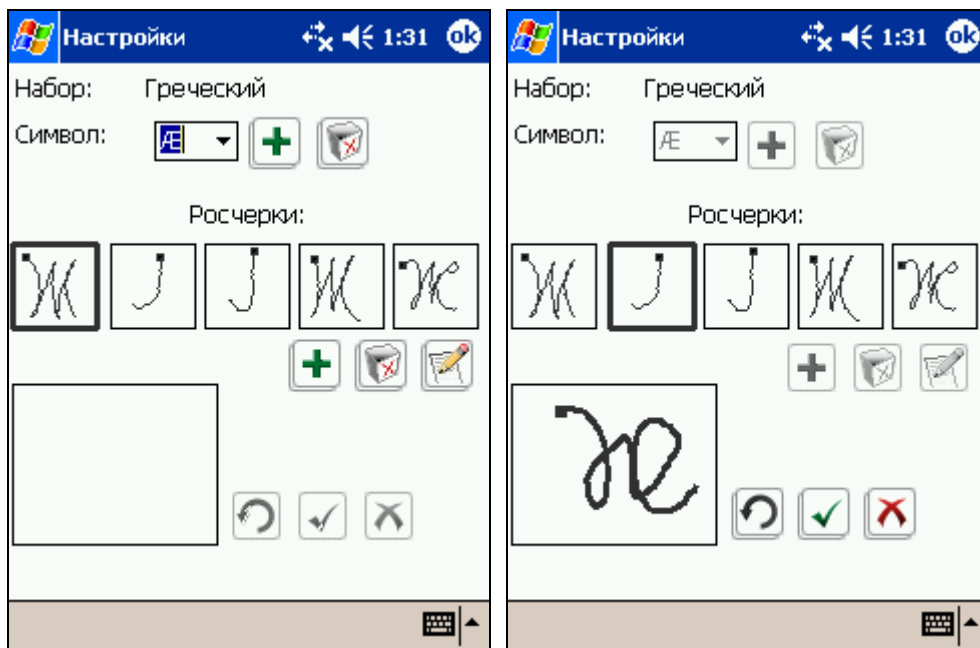 Настройки 1:31 ok
Набор: Греческий
Символ: Æ
Росчерки:
Настройки 1:31 ok
Набор: Греческий
Символ: Æ
Росчерки: